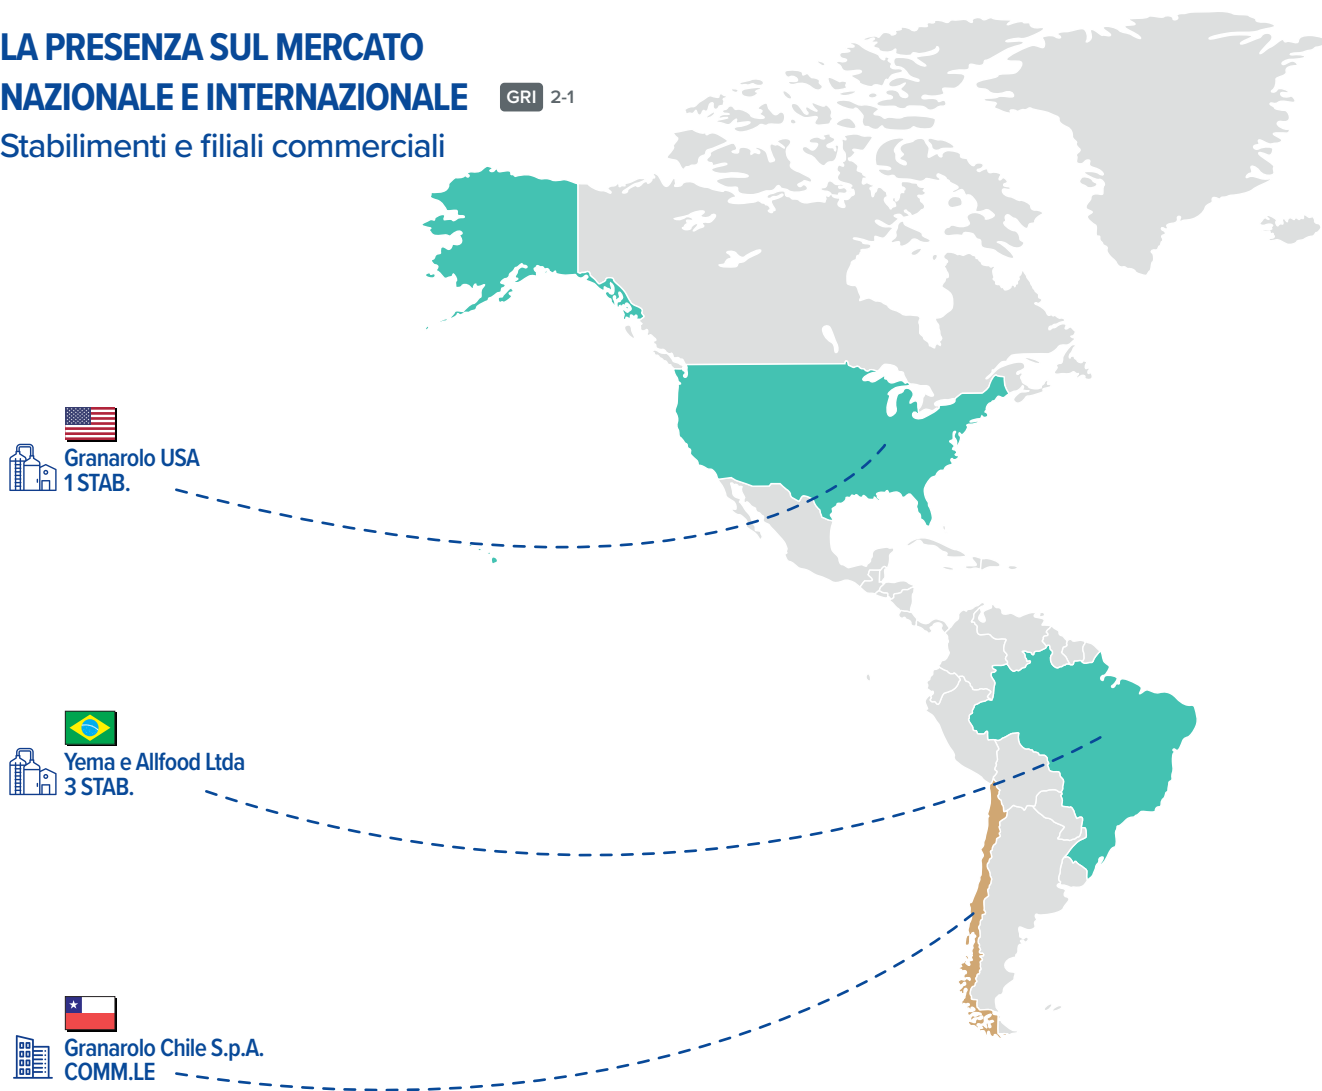 LA PRESENZA SUL MERCATO
NAZIONALE E INTERNAZIONALE GRI 2-1
Stabilimenti e filiali commerciali
Granarolo USA
1 STAB.
Yema e Allfood Ltda
3 STAB.
Granarolo Chile S.p.A.
COMM.LE